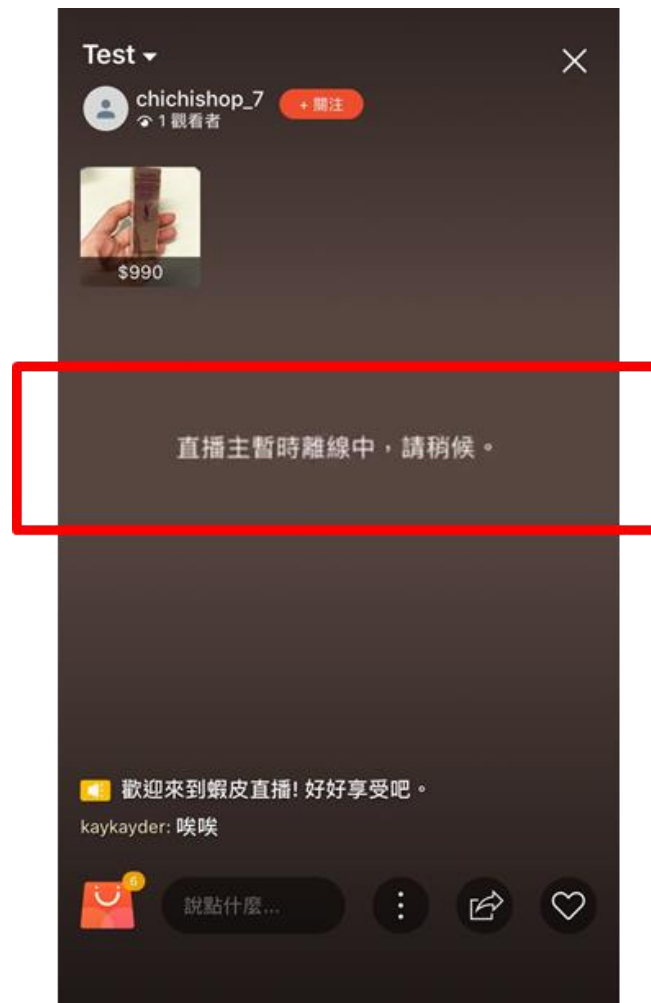 Test
chichishop_7
+ 關注
1 觀看者
$990
直播主暫時離線中，請稍候。
歡迎來到蝦皮直播! 好好享受吧。
kaykayder: 唉唉
6
說點什麼...